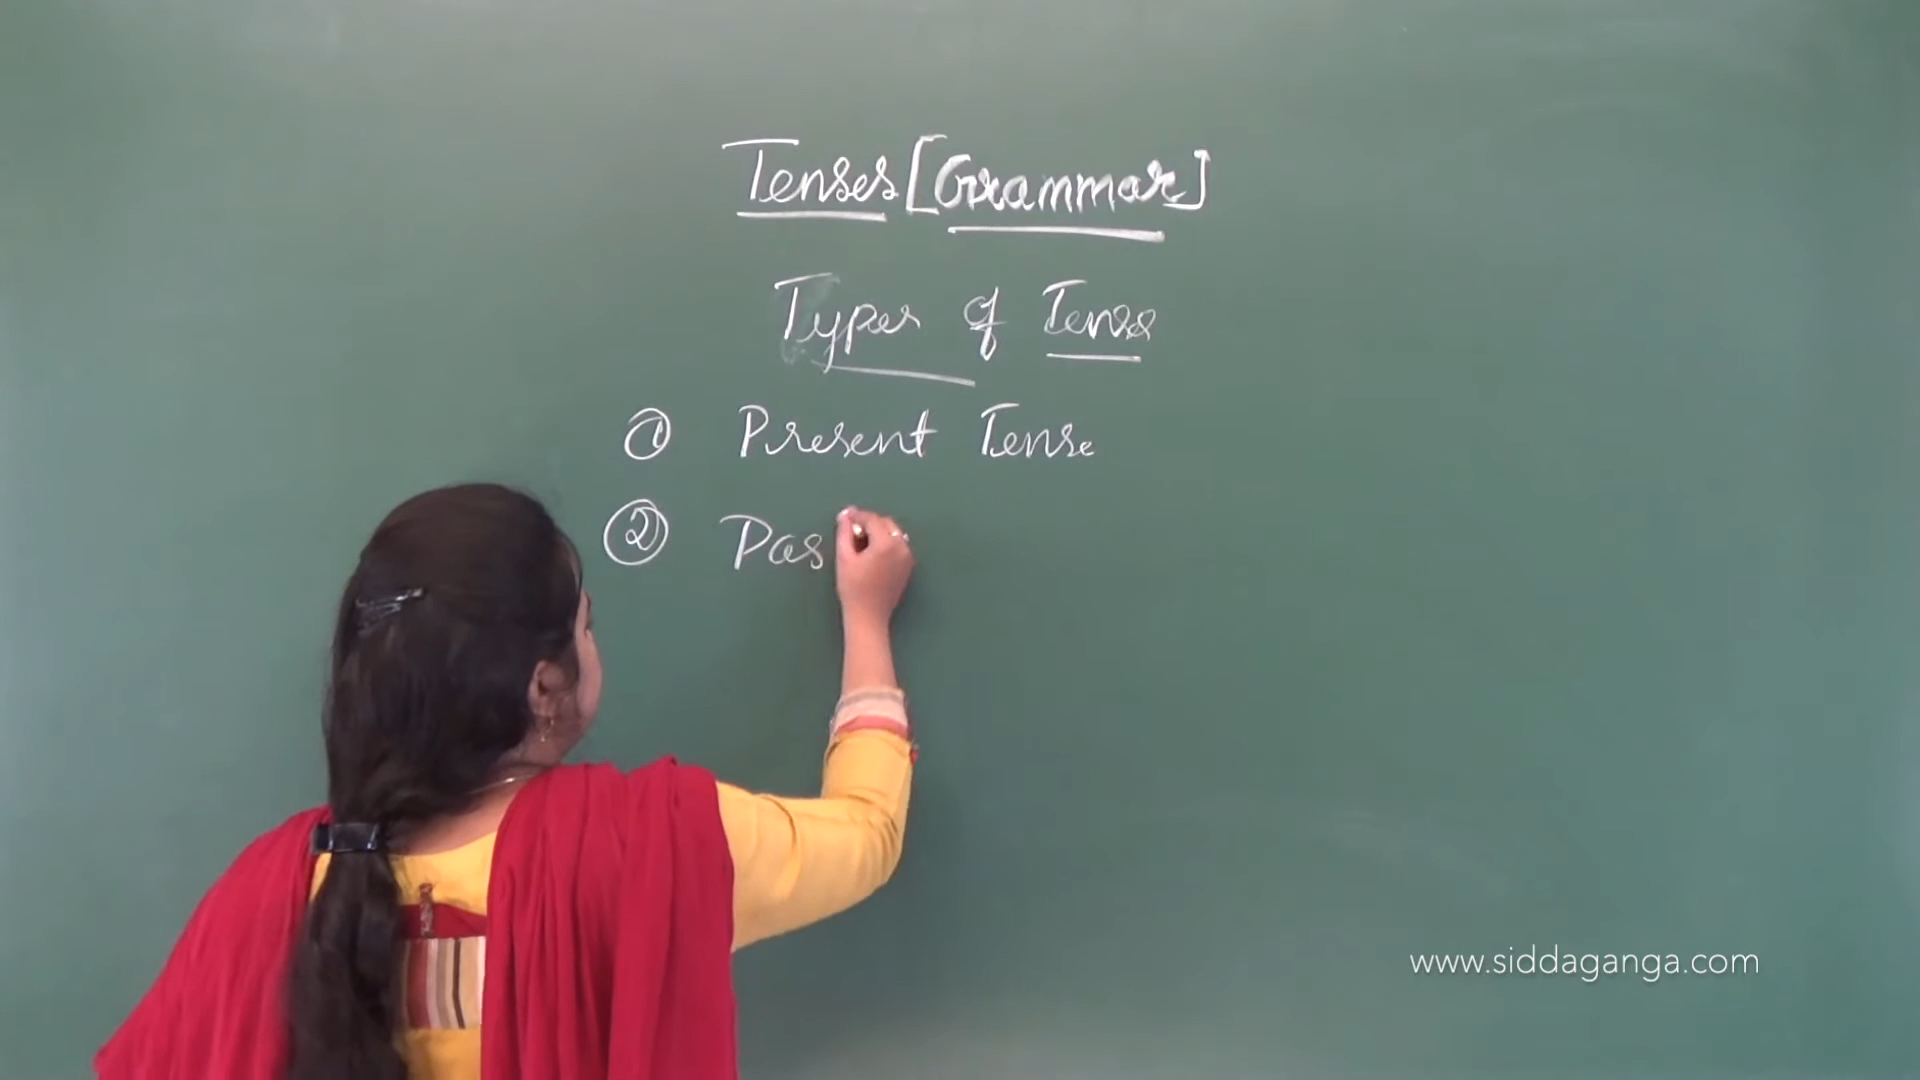 Tenses [Grammar]
Types of Tense
① Present Tense
② Pas
www.siddaganga.com